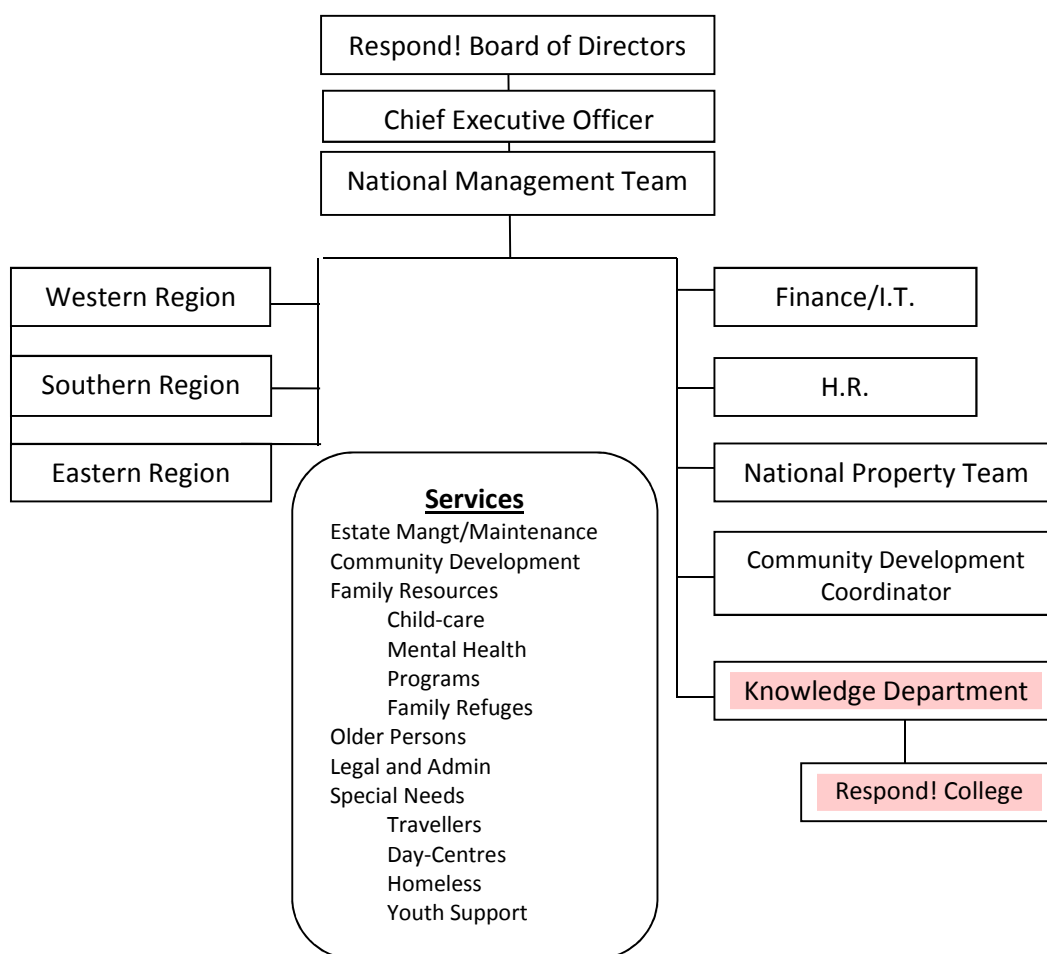 Respond! Board of Directors
Chief Executive Officer
National Management Team
Western Region
Southern Region
Eastern Region
Services
Estate Mangt/Maintenance
Community Development
Family Resources
Child-care
Mental Health
Programs
Family Refuges
Older Persons
Legal and Admin
Special Needs
Travellers
Day-Centres
Homeless
Youth Support
Finance/I.T.
H.R.
National Property Team
Community Development
Coordinator
Knowledge Department
Respond! College